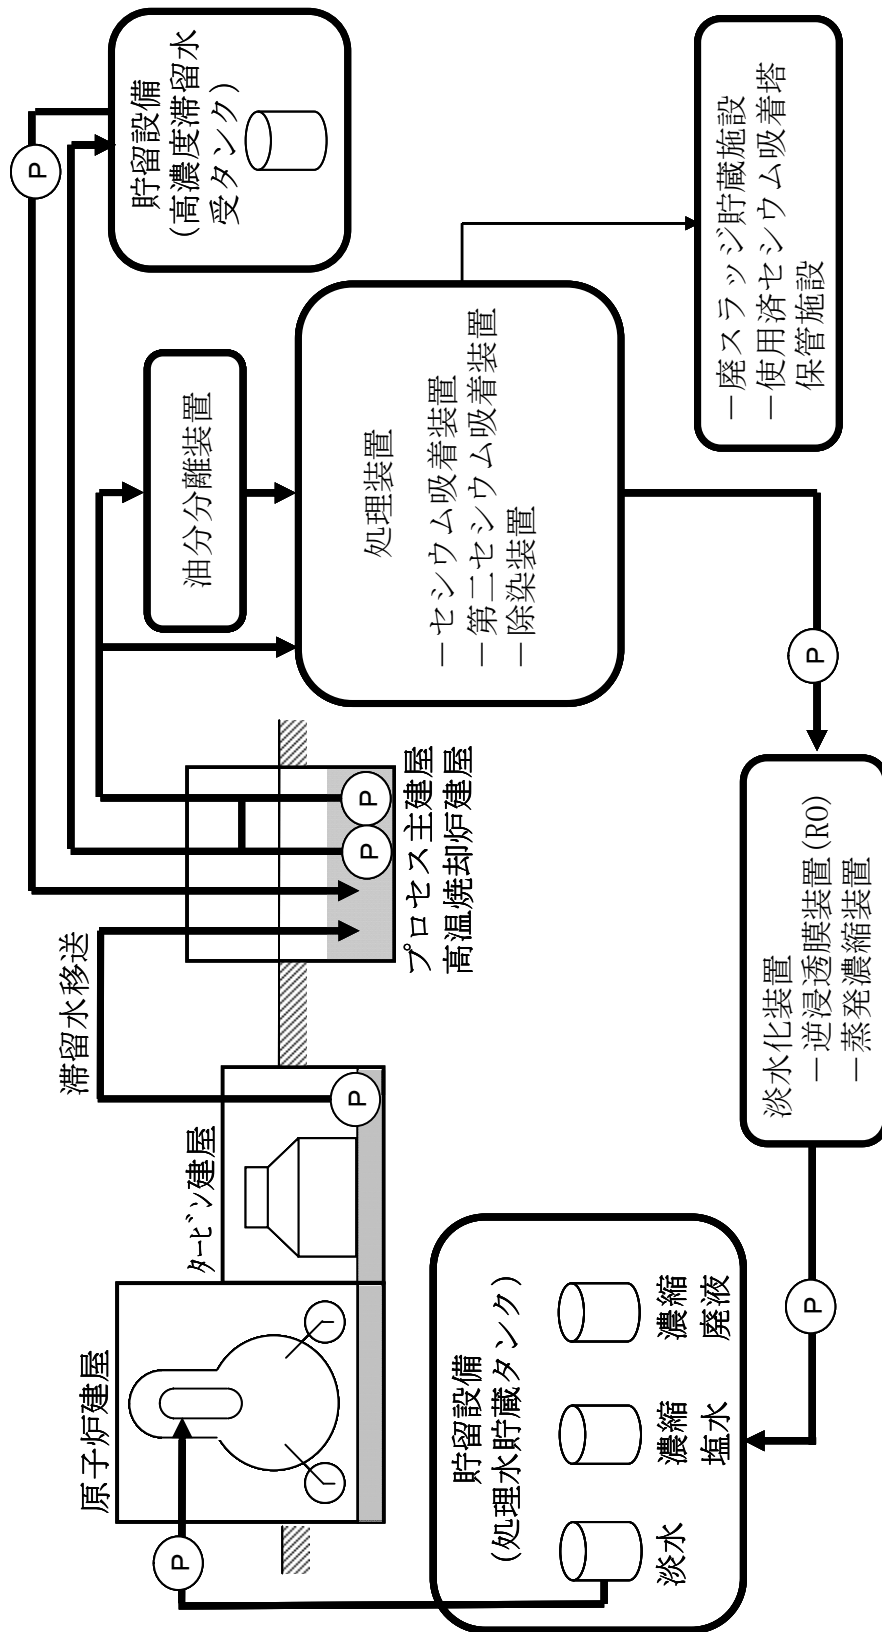 原子炉建屋
P
タービン建屋
滞留水移送
P
プロセス主建屋
高温焼却炉建屋
P
P
P
貯留設備
(高濃度滞留水
受タンク)
油分分離装置
処理装置
－セシウム吸着装置
－第二セシウム吸着装置
－除染装置
－廃スラッジ貯蔵施設
－使用済セシウム吸着塔
保管施設
P
淡水化装置
－逆浸透膜装置(RO)
－蒸発濃縮装置
P
貯留設備
(処理水貯蔵タンク)
淡水
濃縮
塩水
濃縮
廃液